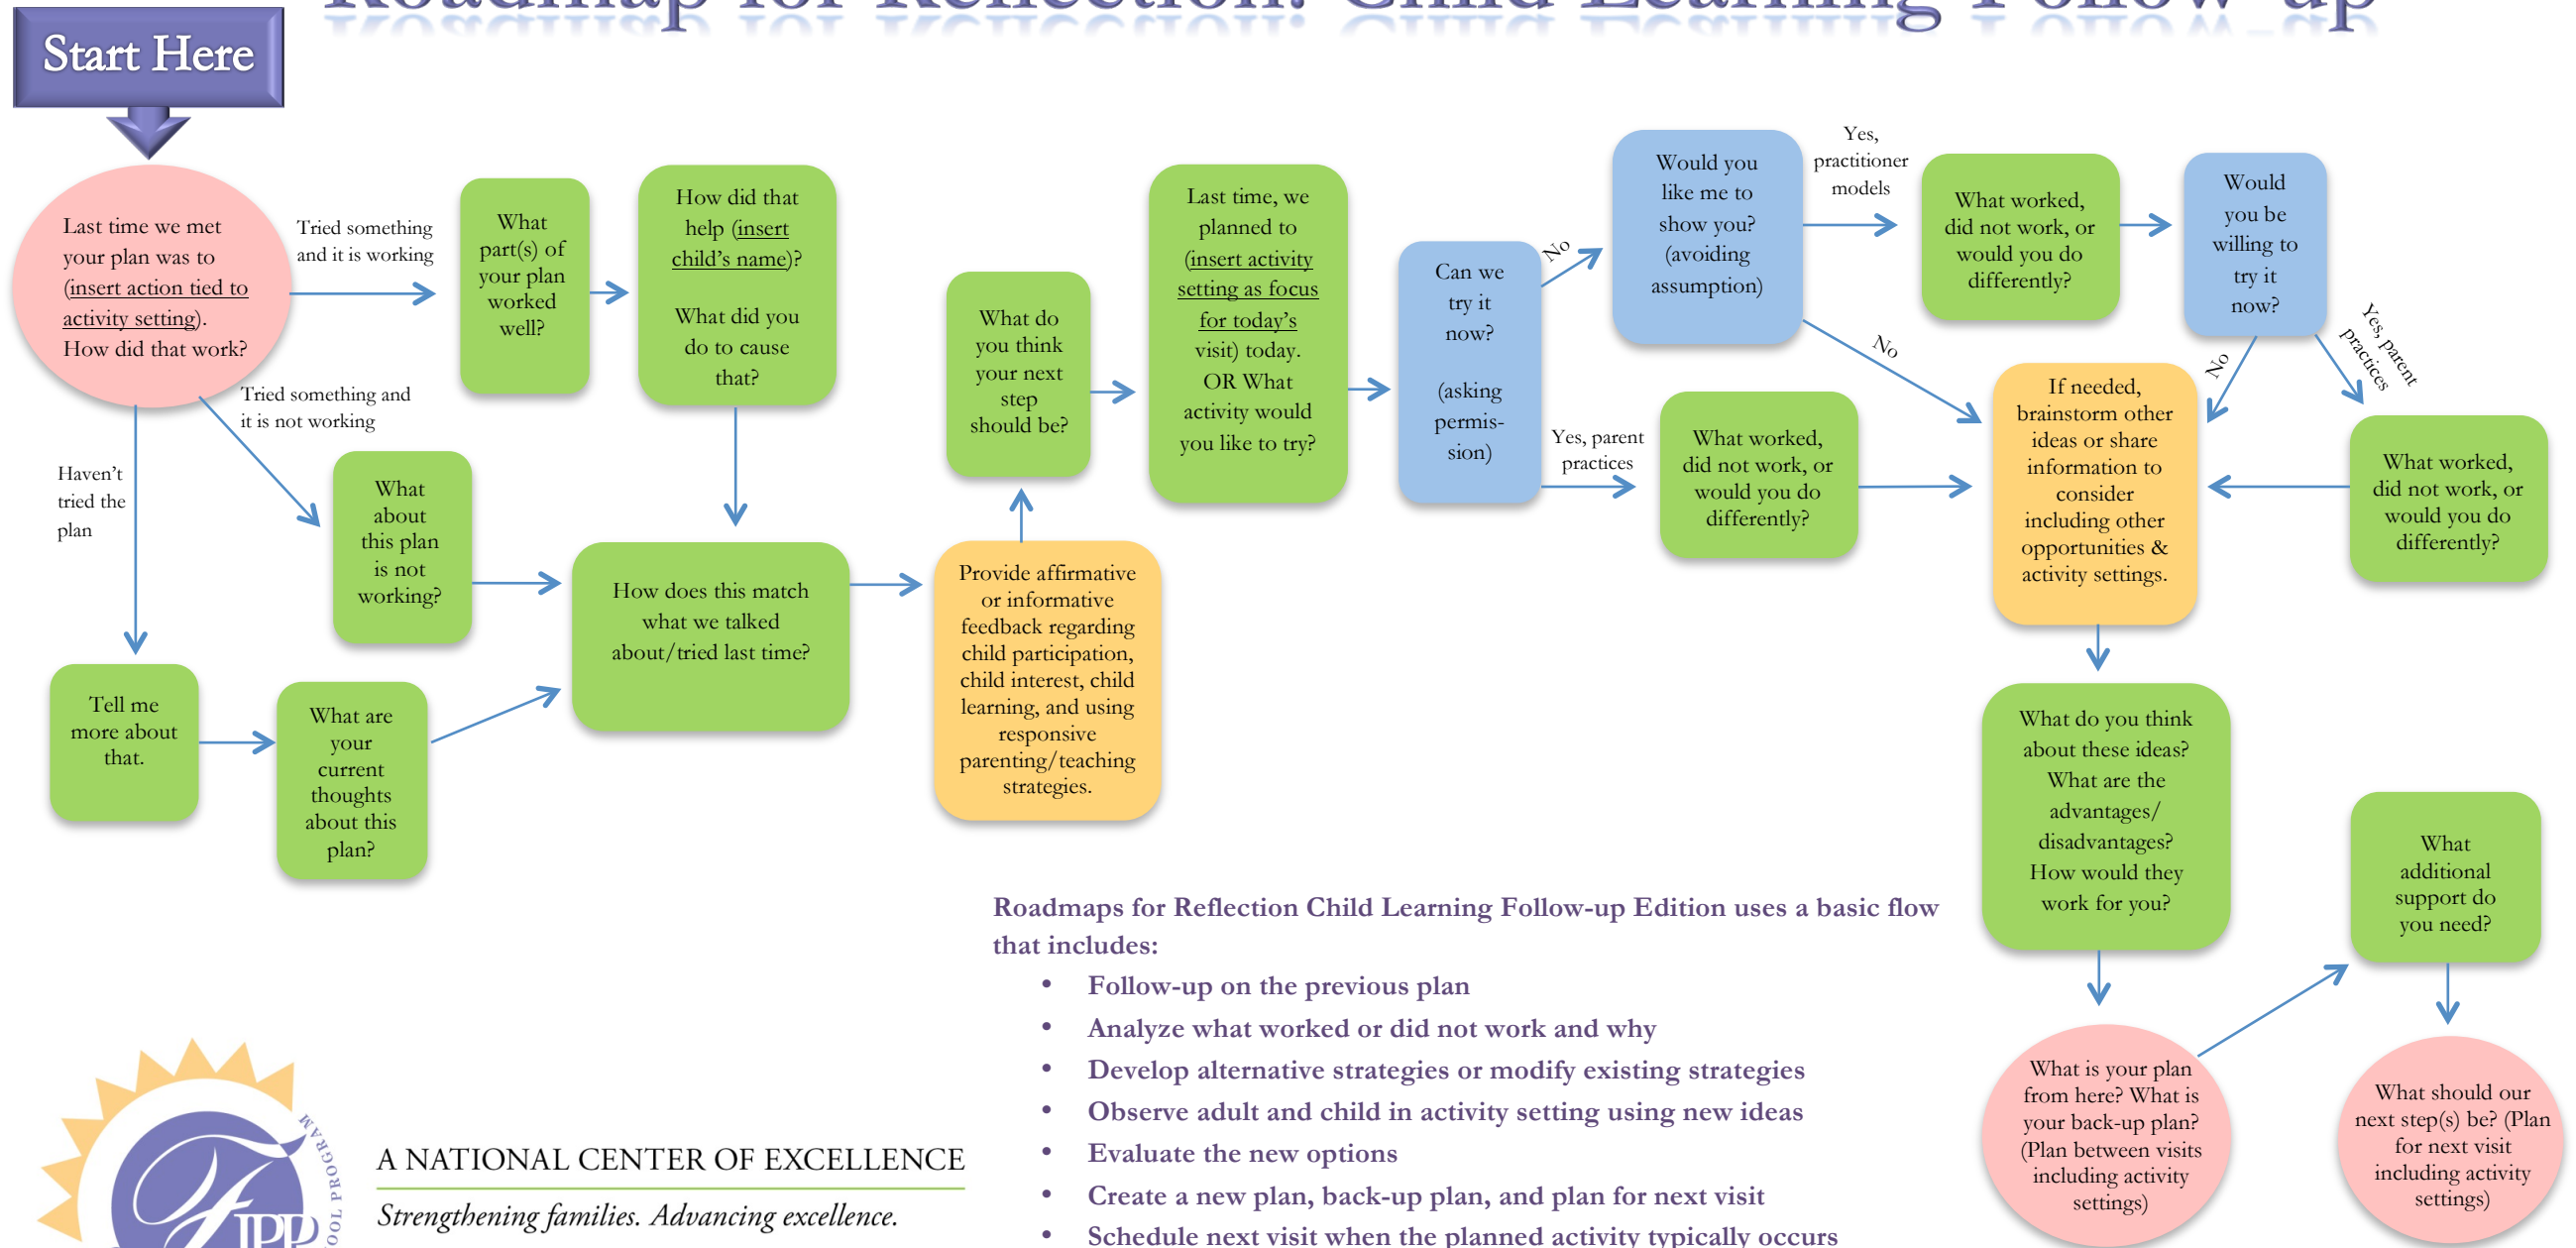 Roadmap for Reflection: Child Learning Follow-up
Start Here
Last time we met
your plan was to
(insert action tied to
activity setting).
How did that work?
Tried something
and it is working
What
part(s) of
your plan
worked
well?
How did that
help (insert
child's name)?
What did you
do to cause
that?
Tried something and
it is not working
What
about
this plan
is not
working?
Haven't
tried the
plan
Tell me
more about
that.
What are
your
current
thoughts
about this
plan?
How does this match
what we talked
about/tried last time?
Provide affirmative
or informative
feedback regarding
child participation,
child interest, child
learning, and using
responsive
parenting/teaching
strategies.
What do
you think
your next
step
should be?
Last time, we
planned to
(insert activity
setting as focus
for today's
visit) today.
OR What
activity would
you like to try?
Can we
try it
now?
(asking
permis-
sion)
No
Would you
like me to
show you?
(avoiding
assumption)
Yes,
practitioner
models
What worked,
did not work, or
would you do
differently?
Would
you be
willing to
try it
now?
Yes, parent
practices
What worked,
did not work, or
would you do
differently?
No
No
Yes, parent
practices
What worked,
did not work, or
would you do
differently?
If needed,
brainstorm other
ideas or share
information to
consider
including other
opportunities &
activity settings.
What do you think
about these ideas?
What are the
advantages/
disadvantages?
How would they
work for you?
What is your plan
from here? What is
your back-up plan?
(Plan between visits
including activity
settings)
What
additional
support do
you need?
What should our
next step(s) be? (Plan
for next visit
including activity
settings)
Roadmaps for Reflection Child Learning Follow-up Edition uses a basic flow
that includes:
• Follow-up on the previous plan
• Analyze what worked or did not work and why
• Develop alternative strategies or modify existing strategies
• Observe adult and child in activity setting using new ideas
• Evaluate the new options
• Create a new plan, back-up plan, and plan for next visit
• Schedule next visit when the planned activity typically occurs
FIPP
PROGRAM
A NATIONAL CENTER OF EXCELLENCE
Strengthening families. Advancing excellence.